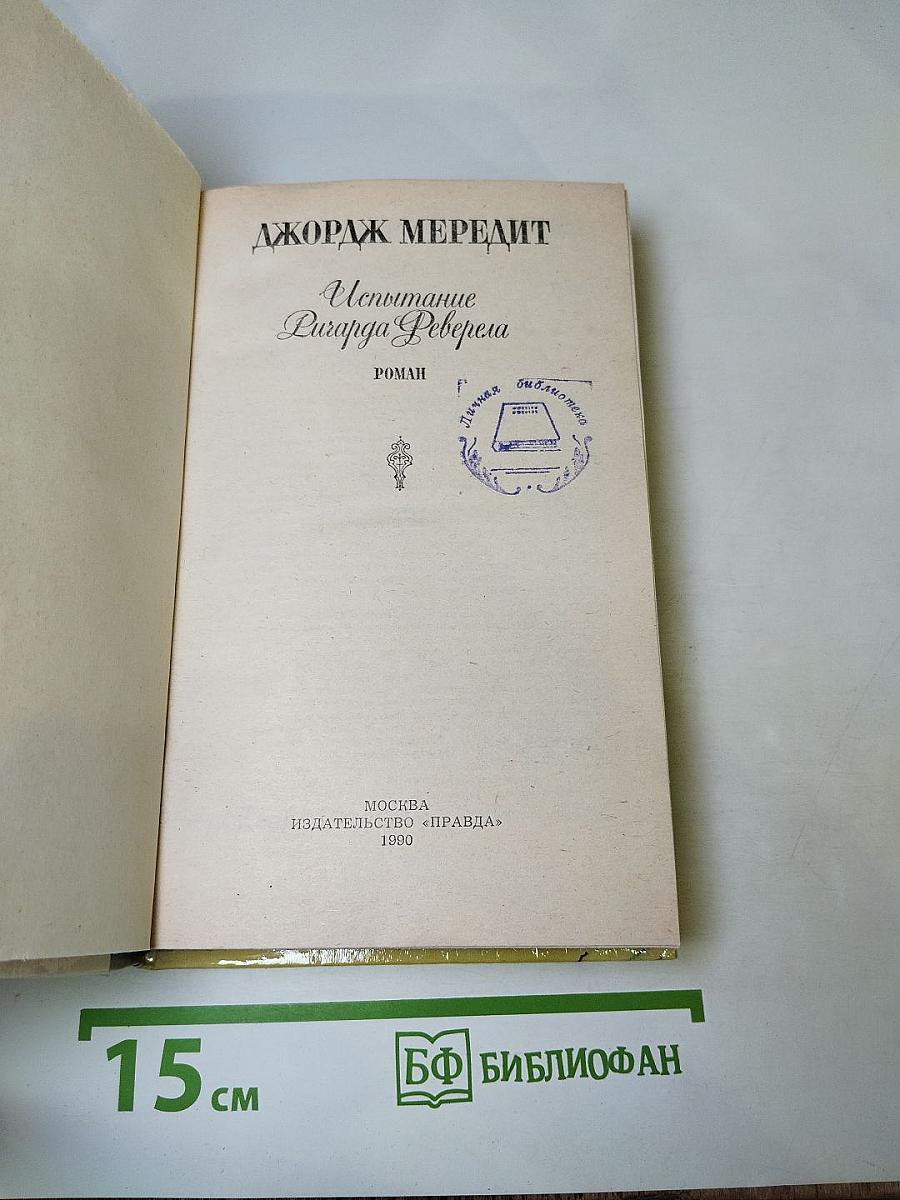 ДЖОРДЖ МЕРЕДИТ
Испытание
Ричарда Феверела
РОМАН
Личная библиотека
МОСКВА
ИЗДАТЕЛЬСТВО «ПРАВДА»
1990
15 см
БФ БИБЛИОФАН